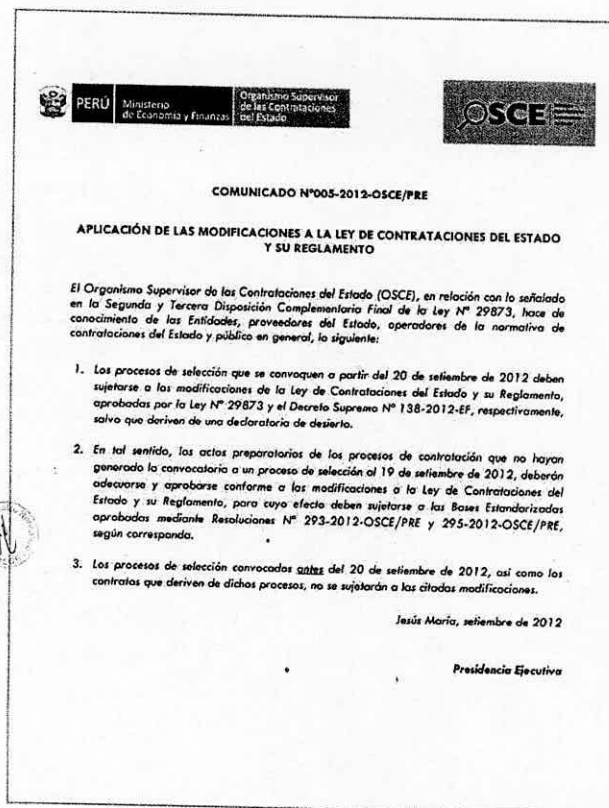 PERÚ
Ministerio
de Economía y Finanzas
Organismo Supervisor
de las Contrataciones
del Estado
OSCE
COMUNICADO N°005-2012-OSCE/PRE
APLICACIÓN DE LAS MODIFICACIONES A LA LEY DE CONTRATACIONES DEL ESTADO
Y SU REGLAMENTO
El Organismo Supervisor de las Contrataciones del Estado (OSCE), en relación con lo señalado
en la Segunda y Tercera Disposición Complementaria Final de la Ley N° 29873, hace de
conocimiento de las Entidades, proveedores del Estado, operadores de la normativa de
contrataciones del Estado y público en general, lo siguiente:
1. Los procesos de selección que se convoquen a partir del 20 de setiembre de 2012 deben
sujetarse a las modificaciones de la Ley de Contrataciones del Estado y su Reglamento,
aprobadas por la Ley N° 29873 y el Decreto Supremo N° 138-2012-EF, respectivamente,
salvo que deriven de una declaratoria de desierto.
2. En tal sentido, los actos preparatorios de los procesos de contratación que no hayan
generado la convocatoria a un proceso de selección al 19 de setiembre de 2012, deberán
adecuarse y aprobarse conforme a las modificaciones a la Ley de Contrataciones del
Estado y su Reglamento, para cuyo efecto deben sujetarse a las Bases Estandarizadas
aprobadas mediante Resoluciones N° 293-2012-OSCE/PRE y 295-2012-OSCE/PRE,
según corresponda.
3. Los procesos de selección convocados antes del 20 de setiembre de 2012, así como los
contratos que deriven de dichos procesos, no se sujetarán a las citadas modificaciones.
Jesús María, setiembre de 2012
Presidencia Ejecutiva